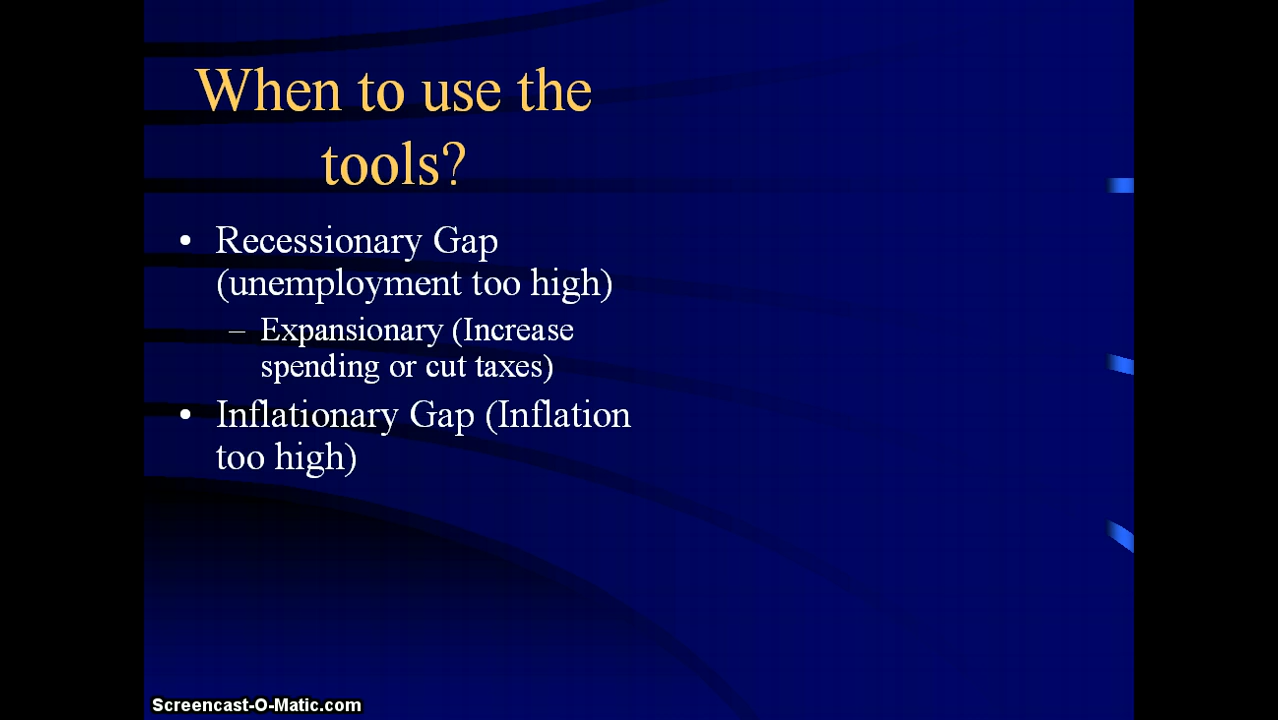 When to use the
tools?
• Recessionary Gap
(unemployment too high)
– Expansionary (Increase
spending or cut taxes)
• Inflationary Gap (Inflation
too high)
Screencast-O-Matic.com